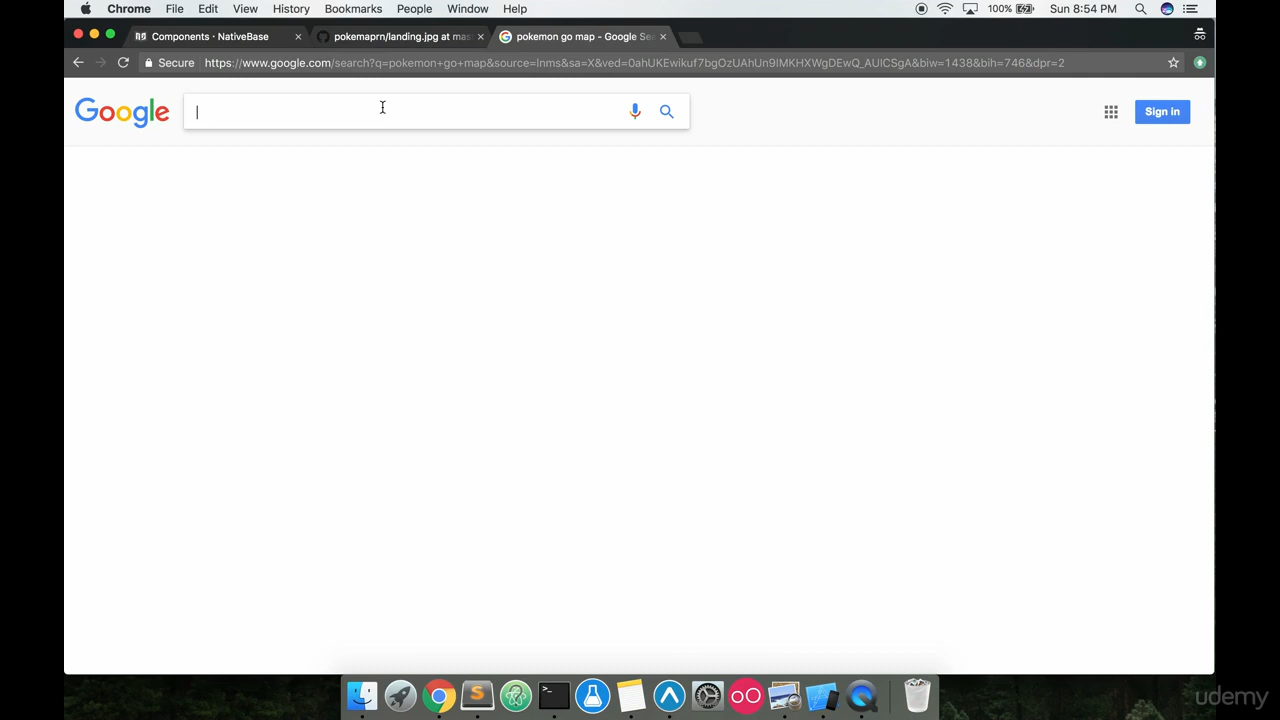 Chrome File Edit View History Bookmarks People Window Help 100% Sun 8:54 PM
Components · NativeBase pokemaprn/landing.jpg at mas pokemon go map - Google Sea
Secure https://www.google.com/search?q=pokemon+go+map&source=lnms&sa=X&ved=0ahUKEwikuf7bgOzUAhUn9IMKHXWgDEwQ_AUICSgA&biw=1438&bih=746&dpr=2
Google Sign in
udemy